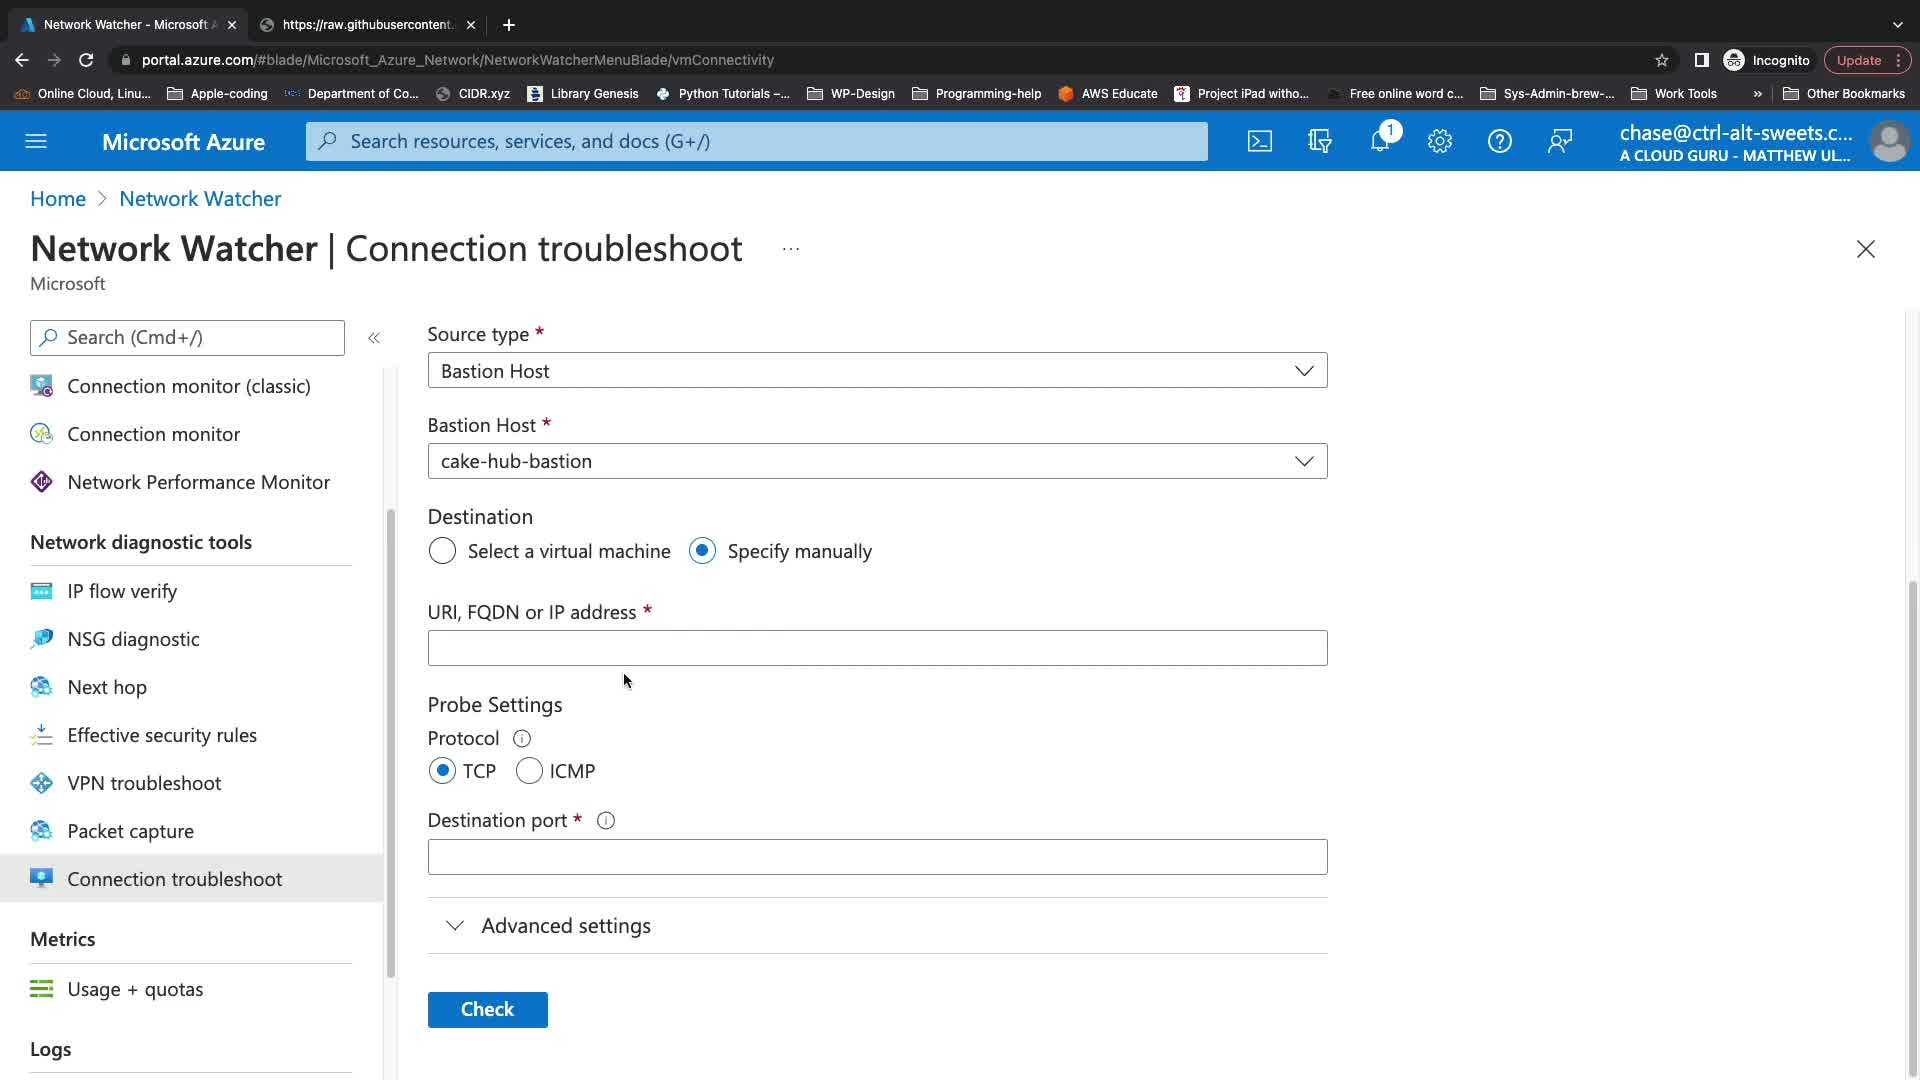 Network Watcher - Microsoft A
https://raw.githubusercontent.
portal.azure.com/#blade/Microsoft_Azure_Network/NetworkWatcherMenuBlade/vmConnectivity
Incognito
Update
Online Cloud, Linu...
Apple-coding
Department of Co...
CIDR.xyz
Library Genesis
Python Tutorials –...
WP-Design
Programming-help
AWS Educate
Project iPad witho...
Free online word c...
Sys-Admin-brew-...
Work Tools
»
Other Bookmarks
Microsoft Azure
Search resources, services, and docs (G+/)
1
chase@ctrl-alt-sweets.c...
A CLOUD GURU - MATTHEW UL...
Home > Network Watcher
Network Watcher | Connection troubleshoot ...
Microsoft
Search (Cmd+/)
«
Connection monitor (classic)
Connection monitor
Network Performance Monitor
Network diagnostic tools
IP flow verify
NSG diagnostic
Next hop
Effective security rules
VPN troubleshoot
Packet capture
Connection troubleshoot
Metrics
Usage + quotas
Logs
Source type *
Bastion Host
Bastion Host *
cake-hub-bastion
Destination
Select a virtual machine
Specify manually
URI, FQDN or IP address *
Probe Settings
Protocol
TCP
ICMP
Destination port *
Advanced settings
Check